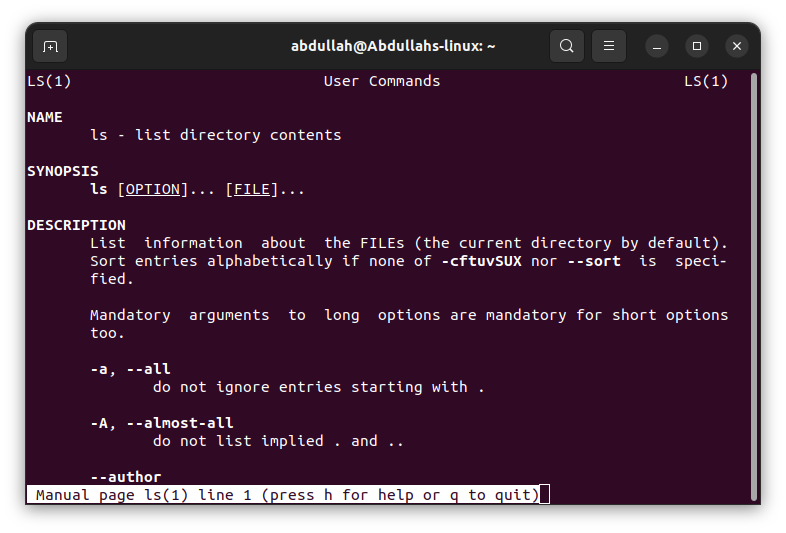 abdullah@Abdullahs-linux: ~
LS(1) User Commands LS(1)
NAME
ls - list directory contents
SYNOPSIS
ls [OPTION]... [FILE]...
DESCRIPTION
List information about the FILEs (the current directory by default).
Sort entries alphabetically if none of -cftuvSUX nor --sort is speci-
fied.
Mandatory arguments to long options are mandatory for short options
too.
-a, --all
do not ignore entries starting with .
-A, --almost-all
do not list implied . and ..
--author
Manual page ls(1) line 1 (press h for help or q to quit)